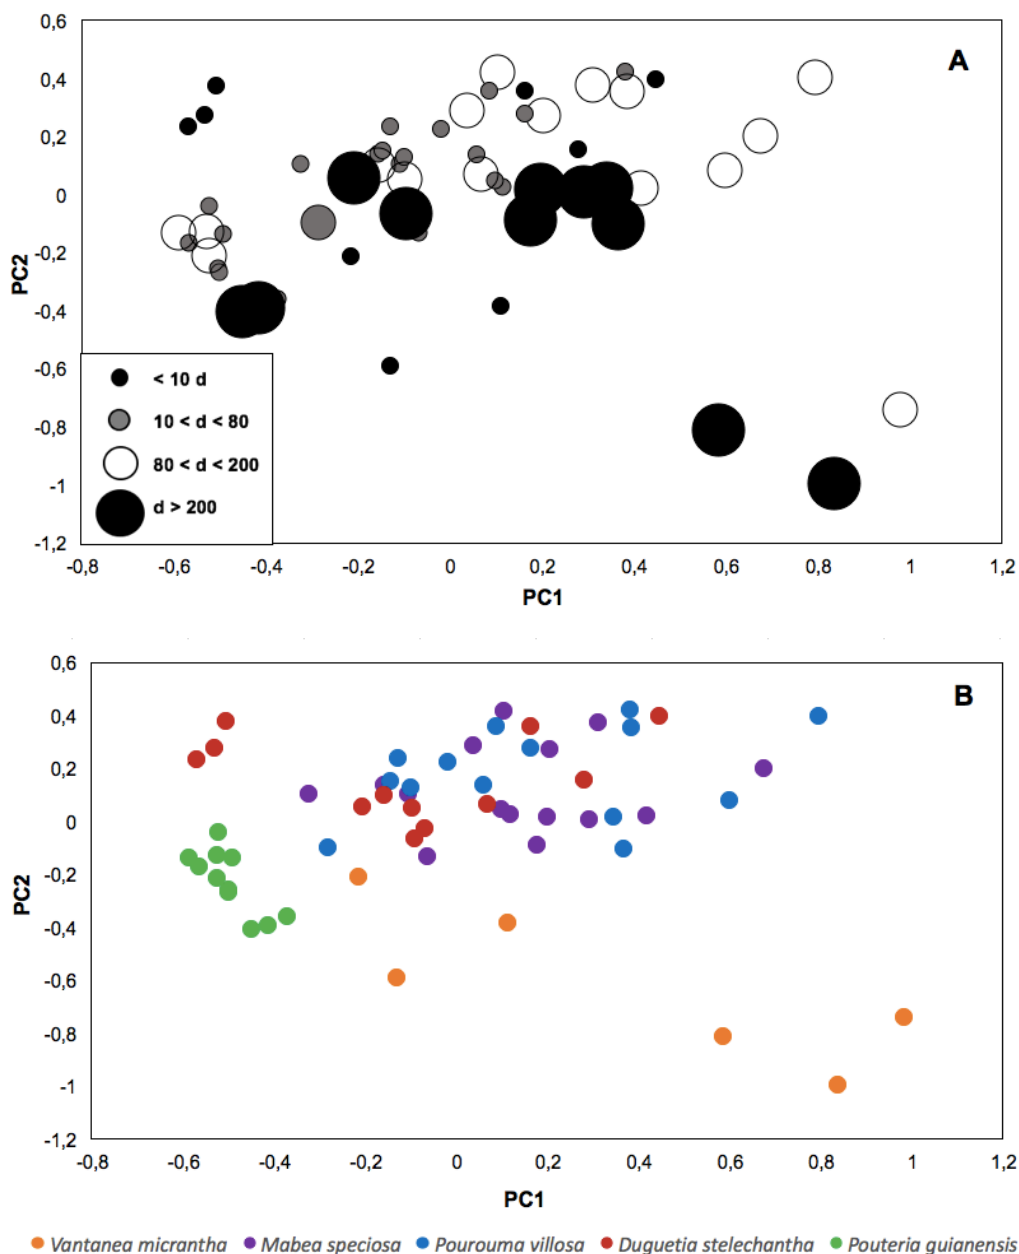 0,6
A
0,4
0,2
0
-0,2
PC2
-0,4
-0,6
< 10 d
10 < d < 80
-0,8
80 < d < 200
-1
d > 200
-1,2
-0,8 -0,6 -0,4 -0,2 0 0,2 0,4 0,6 0,8 1 1,2
PC1
0,6
B
0,4
0,2
0
PC2
-0,2
-0,4
-0,6
-0,8
-1
-1,2
-0,8 -0,6 -0,4 -0,2 0 0,2 0,4 0,6 0,8 1 1,2
PC1
Vantanea micrantha Mabea speciosa Pourouma villosa Duguetia stelechantha Pouteria guianensis